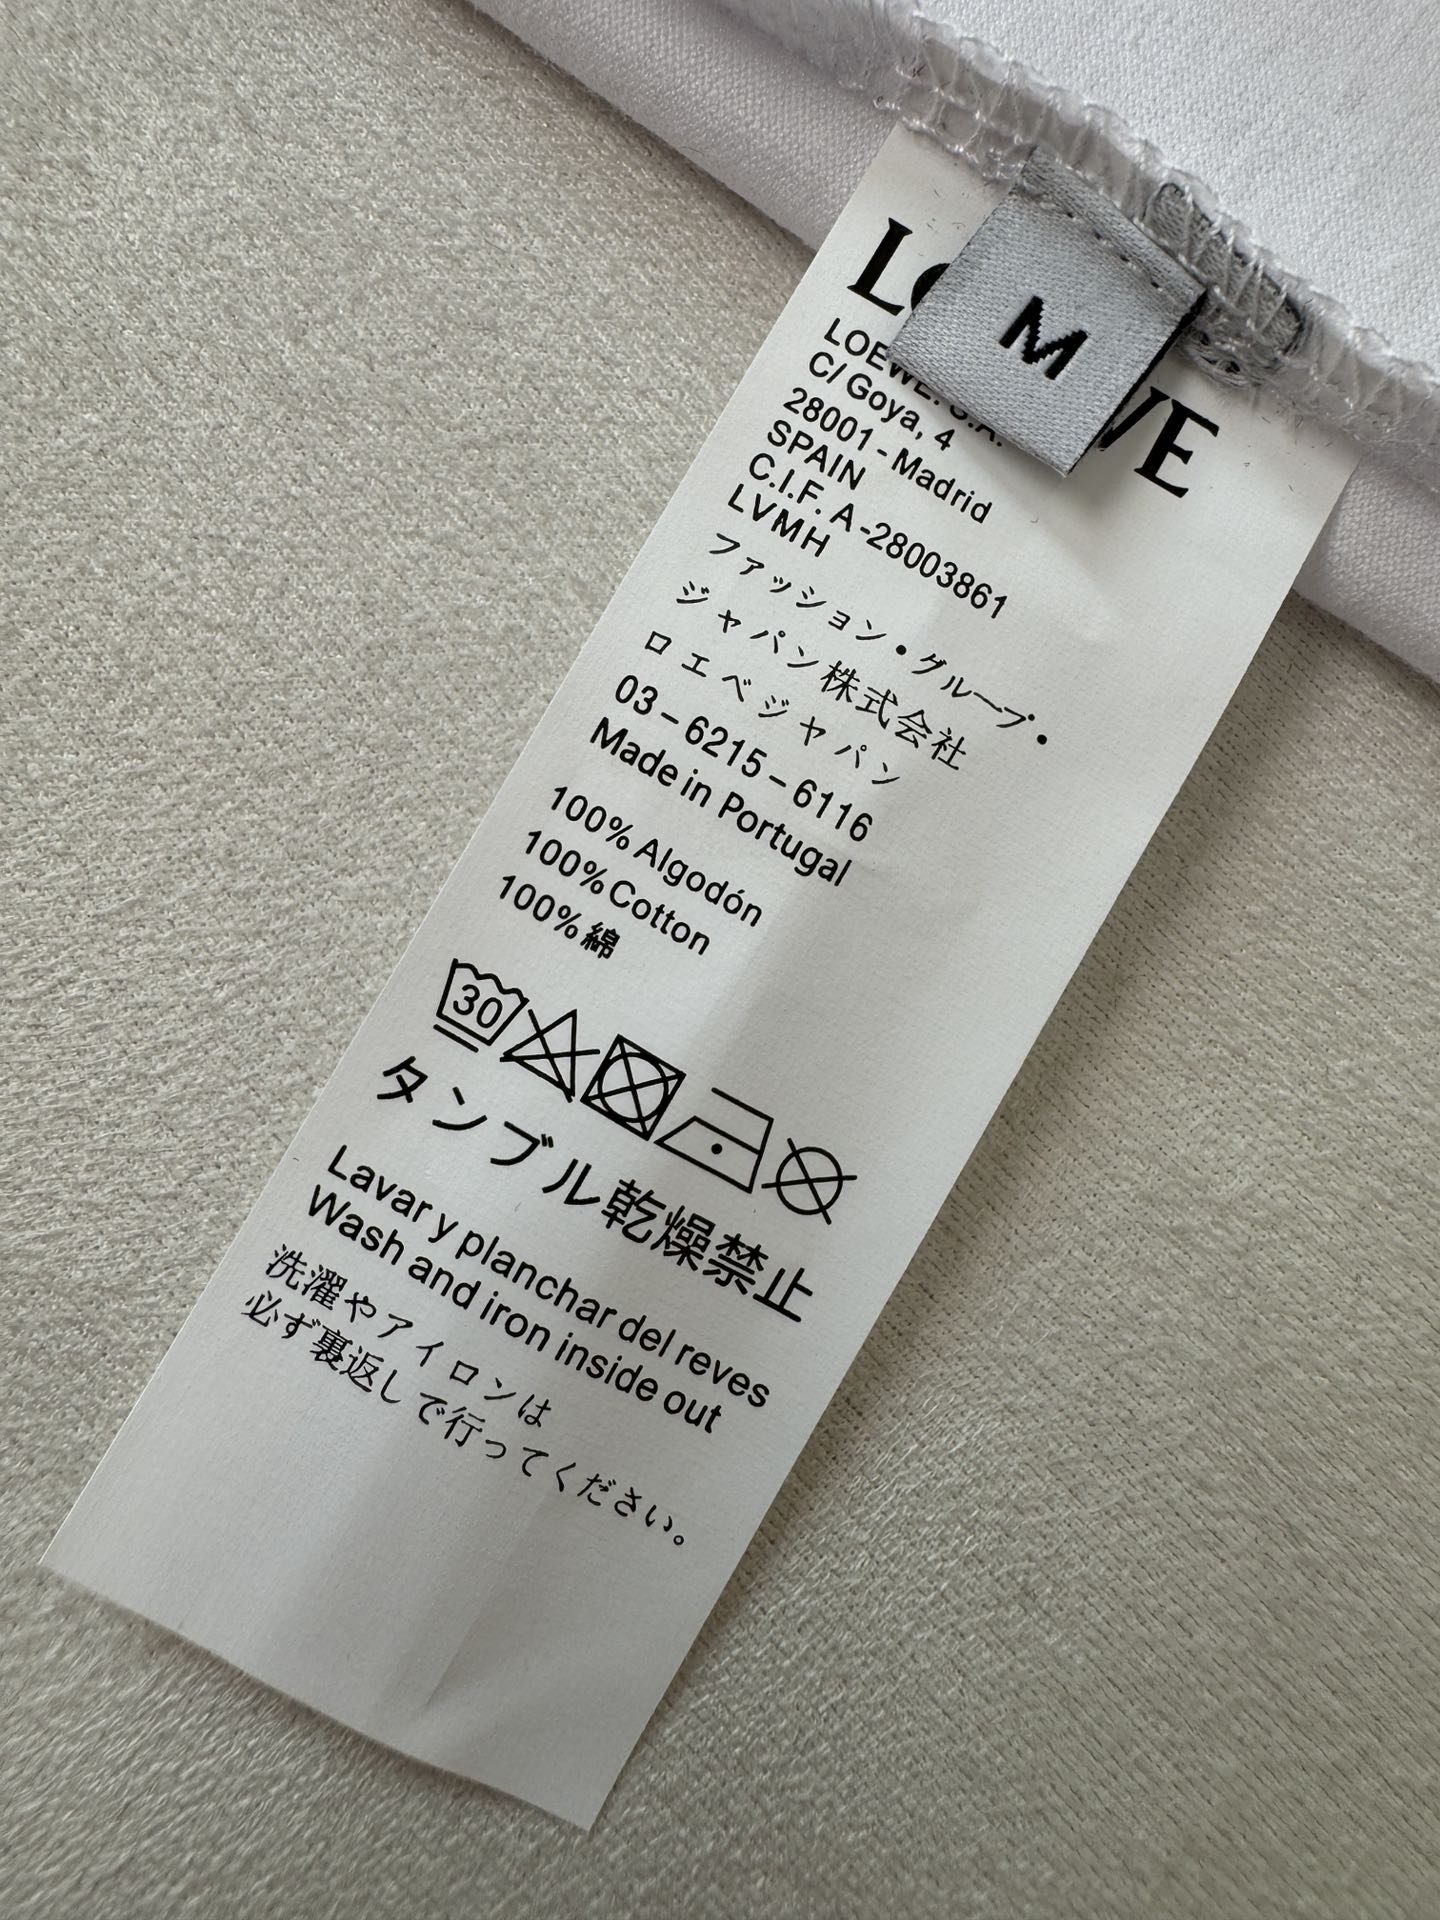 M
LOEWE
LOEWE. S.A.
C/ Goya, 4
28001 - Madrid
SPAIN
C.I.F. A-28003861
LVMH
ファッション・グループ・
ジャパン株式会社
ロエベジャパン
03-6215-6116
Made in Portugal
100% Algodón
100% Cotton
100% 綿
30
タンブル乾燥禁止
Lavar y planchar del reves
Wash and iron inside out
洗濯やアイロンは
必ず裏返しで行ってください。